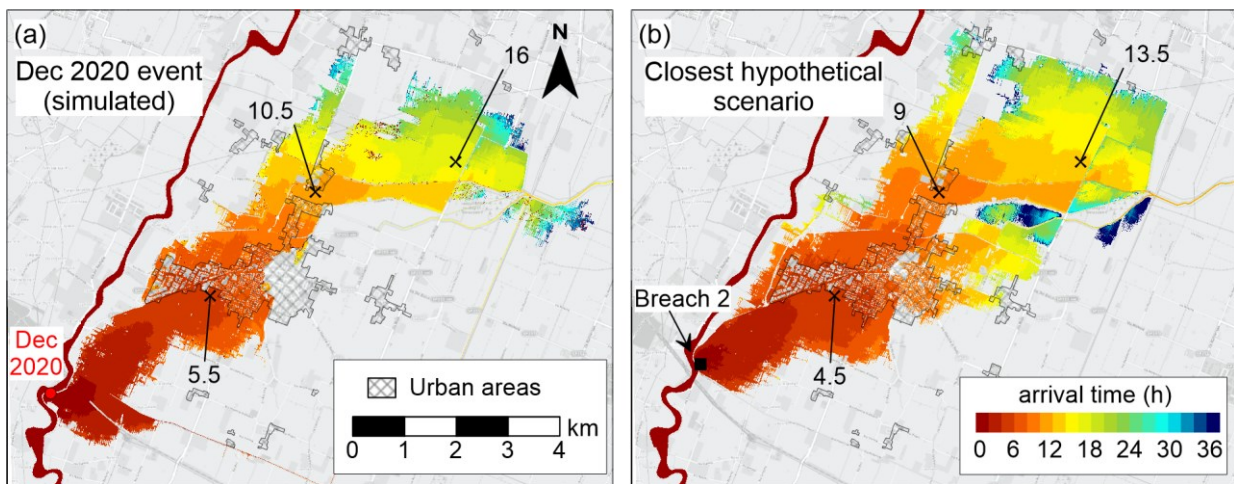 (a)
Dec 2020 event
(simulated)
N
16
10.5
5.5
Dec
2020
Urban areas
0 1 2 3 4 km
(b)
Closest hypothetical
scenario
13.5
9
Breach 2
4.5
arrival time (h)
0 6 12 18 24 30 36